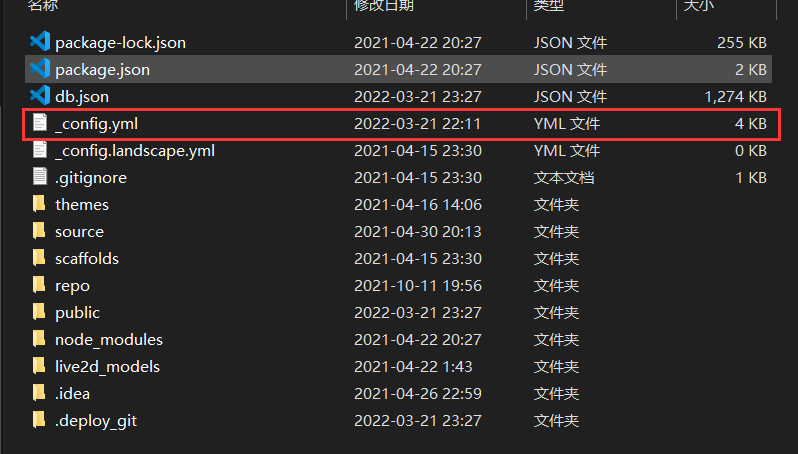 名称 修改日期 类型 大小
package-lock.json 2021-04-22 20:27 JSON 文件 255 KB
package.json 2021-04-22 20:27 JSON 文件 2 KB
db.json 2022-03-21 23:27 JSON 文件 1,274 KB
_config.yml 2022-03-21 22:11 YML 文件 4 KB
_config.landscape.yml 2021-04-15 23:30 YML 文件 0 KB
.gitignore 2021-04-15 23:30 文本文档 1 KB
themes 2021-04-16 14:06 文件夹
source 2021-04-30 20:13 文件夹
scaffolds 2021-04-15 23:30 文件夹
repo 2021-10-11 19:56 文件夹
public 2022-03-21 23:27 文件夹
node_modules 2021-04-22 20:27 文件夹
live2d_models 2021-04-22 1:43 文件夹
.idea 2021-04-26 22:59 文件夹
.deploy_git 2022-03-21 23:27 文件夹